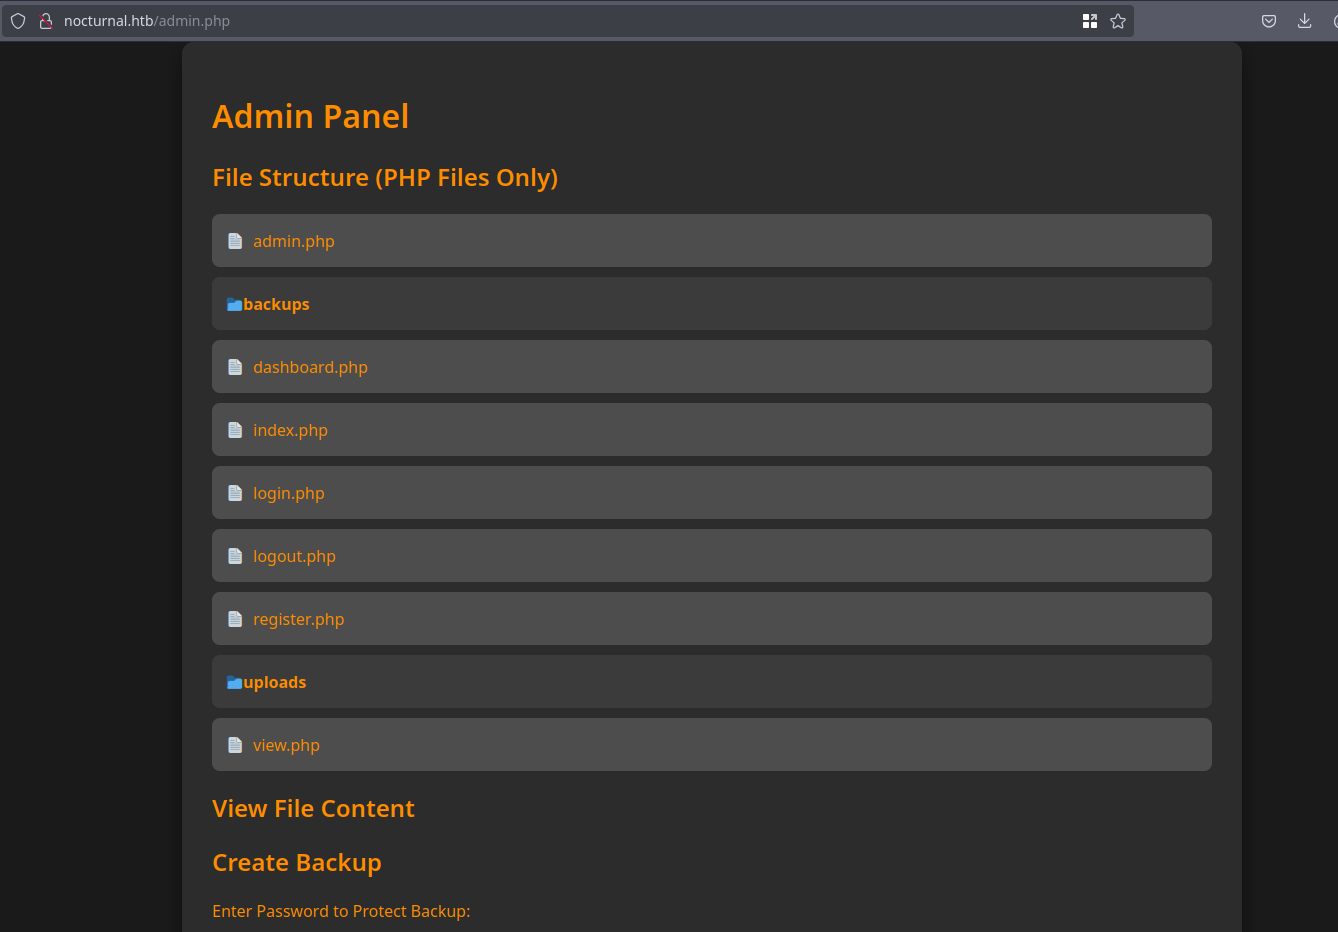 nocturnal.htb/admin.php
Admin Panel
File Structure (PHP Files Only)
admin.php
backups
dashboard.php
index.php
login.php
logout.php
register.php
uploads
view.php
View File Content
Create Backup
Enter Password to Protect Backup: